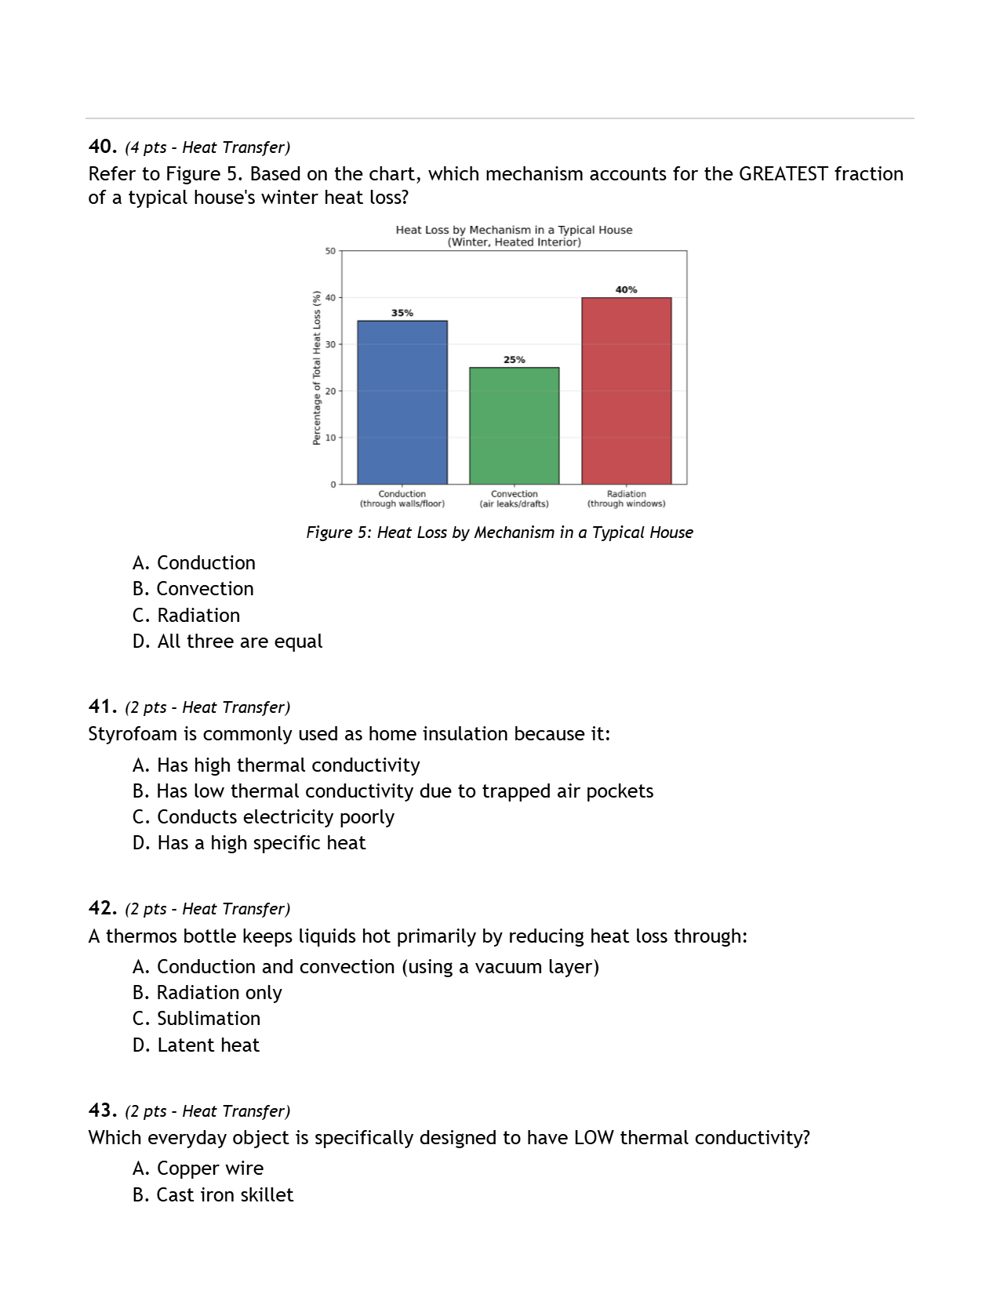 40. (4 pts - Heat Transfer)
Refer to Figure 5. Based on the chart, which mechanism accounts for the GREATEST fraction
of a typical house's winter heat loss?
Heat Loss by Mechanism in a Typical House
(Winter, Heated Interior)
Percentage of Total Heat Loss (%)
50
40
30
20
10
0
35%
25%
40%
Conduction
(through walls/floor)
Convection
(air leaks/drafts)
Radiation
(through windows)
Figure 5: Heat Loss by Mechanism in a Typical House
A. Conduction
B. Convection
C. Radiation
D. All three are equal
41. (2 pts - Heat Transfer)
Styrofoam is commonly used as home insulation because it:
A. Has high thermal conductivity
B. Has low thermal conductivity due to trapped air pockets
C. Conducts electricity poorly
D. Has a high specific heat
42. (2 pts - Heat Transfer)
A thermos bottle keeps liquids hot primarily by reducing heat loss through:
A. Conduction and convection (using a vacuum layer)
B. Radiation only
C. Sublimation
D. Latent heat
43. (2 pts - Heat Transfer)
Which everyday object is specifically designed to have LOW thermal conductivity?
A. Copper wire
B. Cast iron skillet